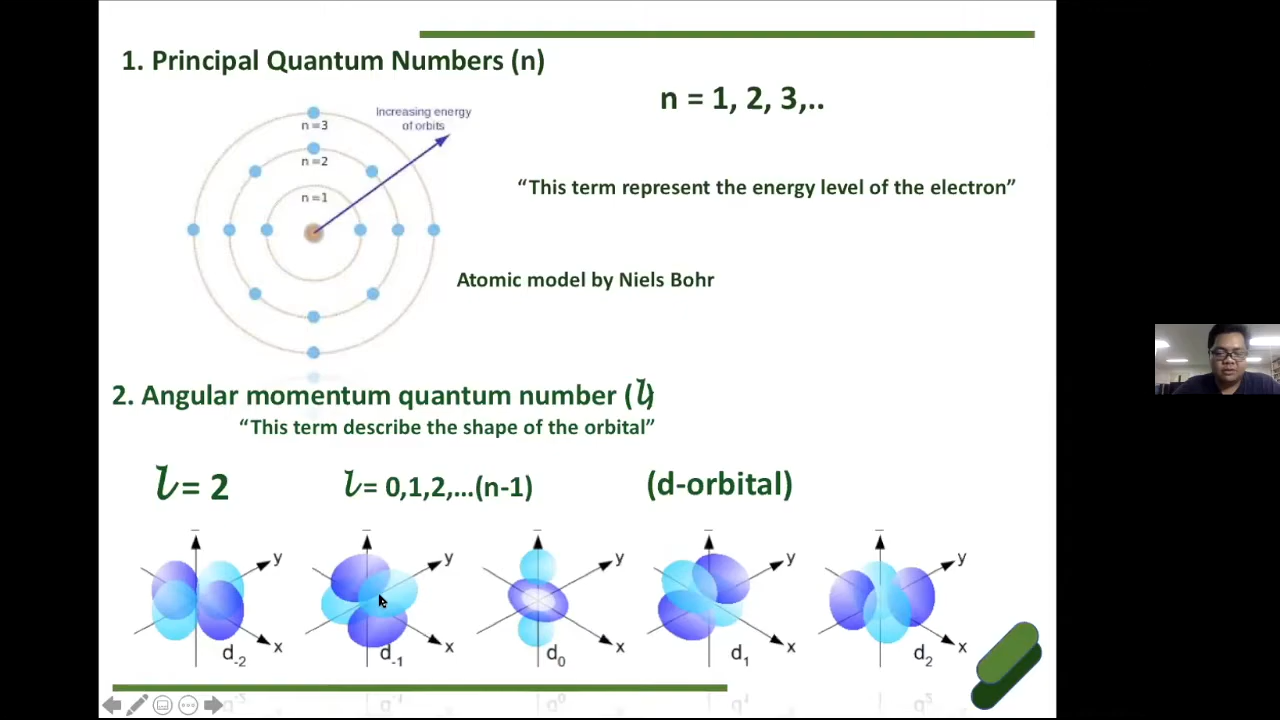 1. Principal Quantum Numbers (n)
n = 1, 2, 3,..
Increasing energy
of orbits
n=3
n=2
n=1
“This term represent the energy level of the electron”
Atomic model by Niels Bohr
2. Angular momentum quantum number (l)
“This term describe the shape of the orbital”
l = 2
l = 0,1,2,...(n-1)
(d-orbital)
y
x
d-2
y
x
d-1
y
x
d0
y
x
d1
y
x
d2